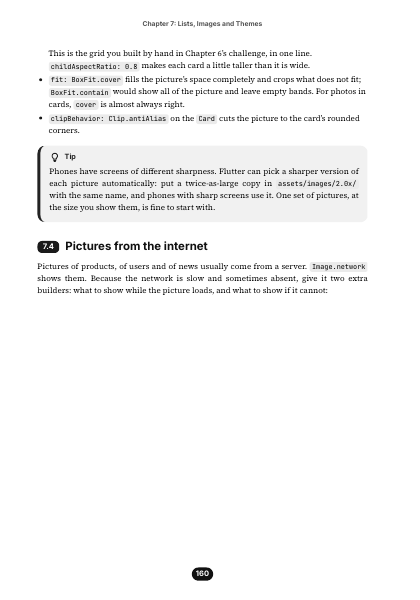 Chapter 7: Lists, Images and Themes
This is the grid you built by hand in Chapter 6's challenge, in one line.
childAspectRatio: 0.8 makes each card a little taller than it is wide.
• fit: BoxFit.cover fills the picture's space completely and crops what does not fit;
BoxFit.contain would show all of the picture and leave empty bands. For photos in
cards, cover is almost always right.
• clipBehavior: Clip.antiAlias on the Card cuts the picture to the card's rounded
corners.
Tip
Phones have screens of different sharpness. Flutter can pick a sharper version of
each picture automatically: put a twice-as-large copy in assets/images/2.0x/
with the same name, and phones with sharp screens use it. One set of pictures, at
the size you show them, is fine to start with.
7.4 Pictures from the internet
Pictures of products, of users and of news usually come from a server. Image.network
shows them. Because the network is slow and sometimes absent, give it two extra
builders: what to show while the picture loads, and what to show if it cannot:
160